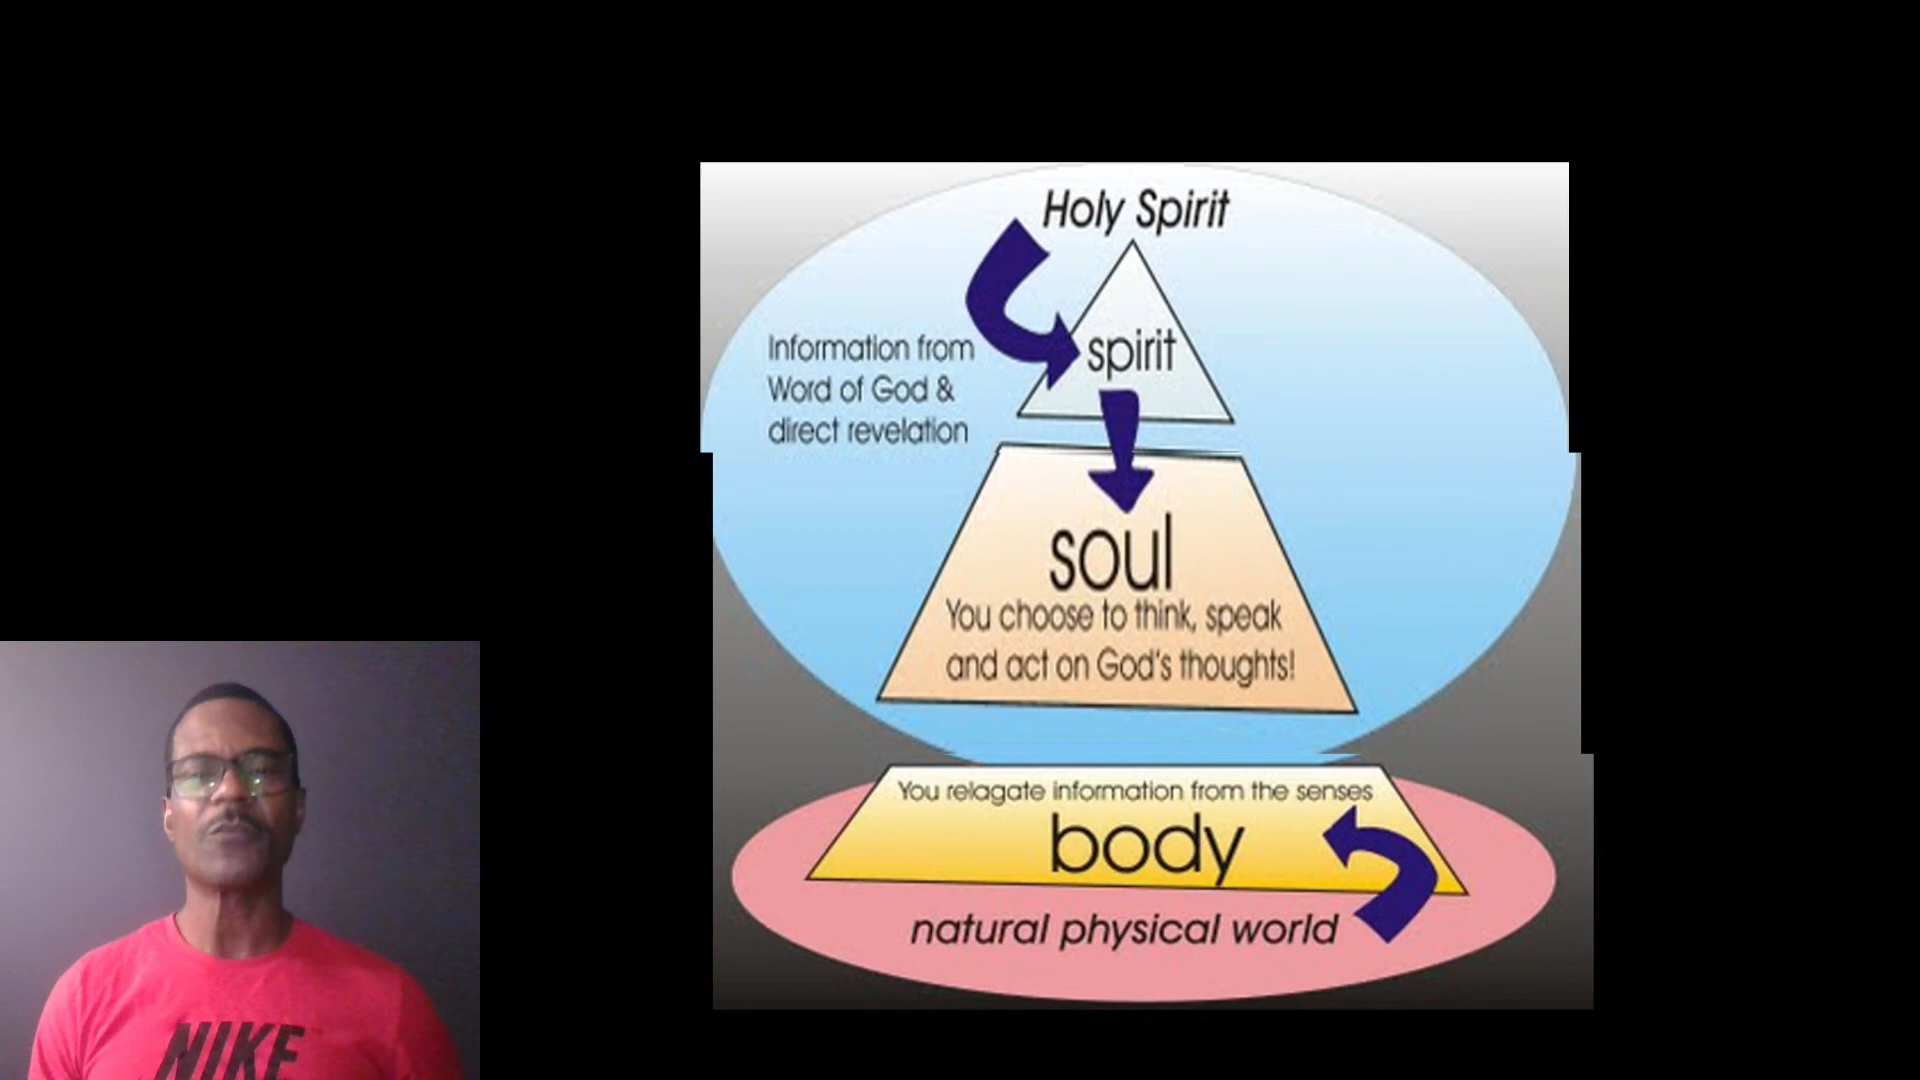 Holy Spirit
spirit
Information from
Word of God &
direct revelation
soul
You choose to think, speak
and act on God's thoughts!
You relagate information from the senses
body
natural physical world
NIKE